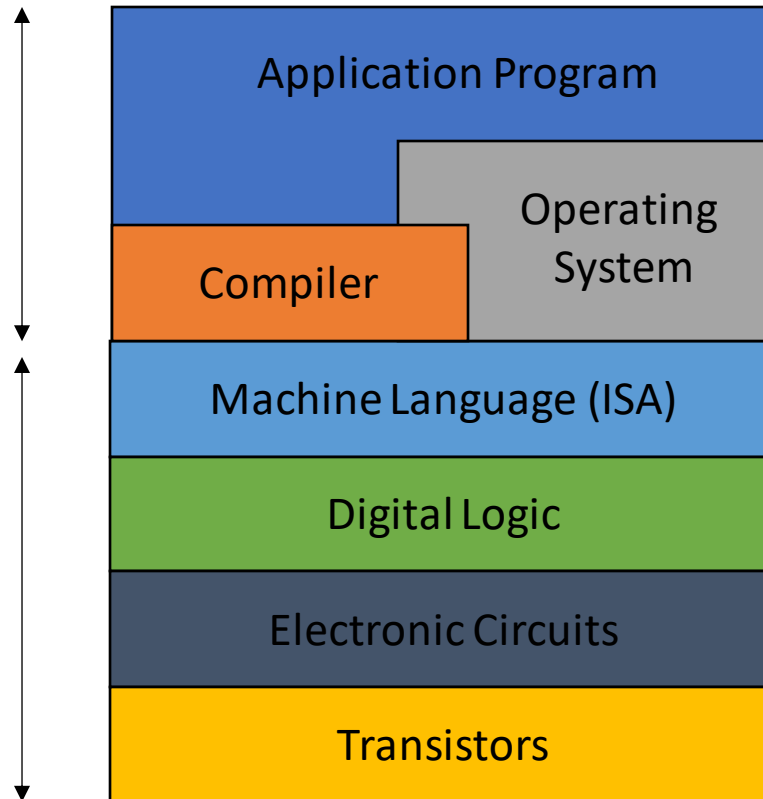 Application Program
Operating
System
Compiler
Machine Language (ISA)
Digital Logic
Electronic Circuits
Transistors